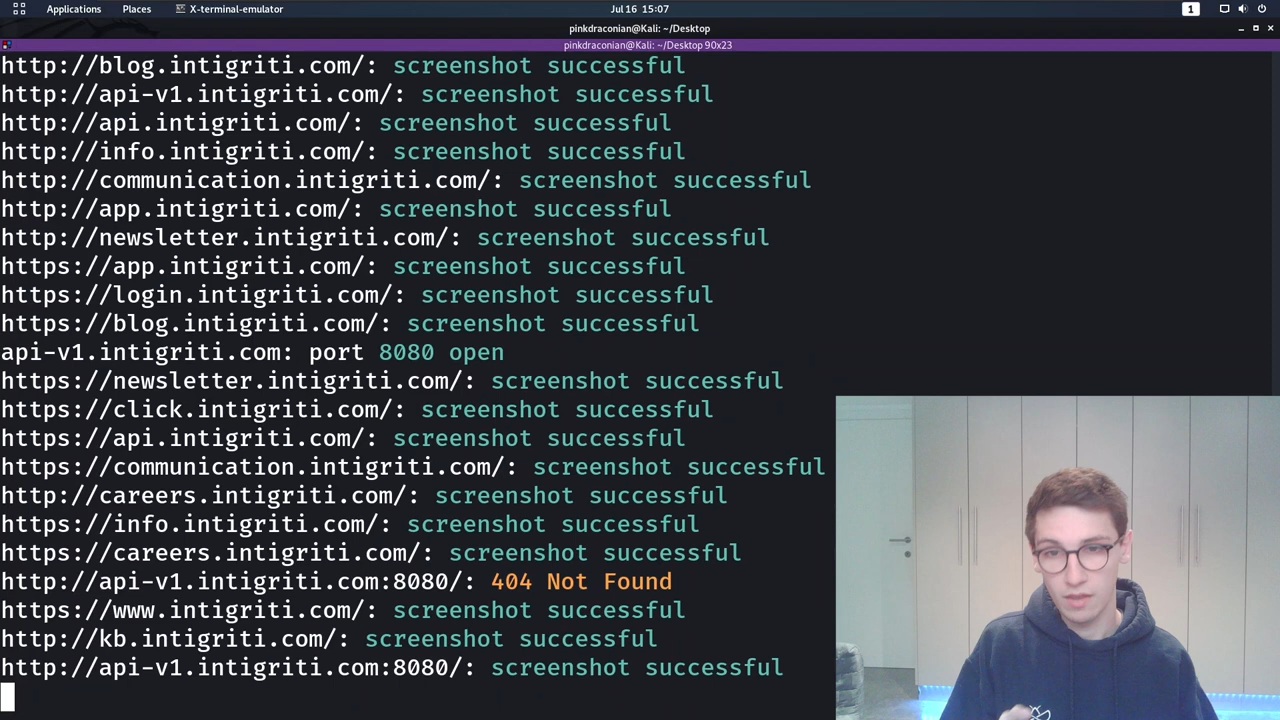 Applications Places X-terminal-emulator Jul 16 15:07 1
pinkdraconian@Kali: ~/Desktop
pinkdraconian@Kali: ~/Desktop 90x23
http://blog.intigriti.com/: screenshot successful
http://api-v1.intigriti.com/: screenshot successful
http://api.intigriti.com/: screenshot successful
http://info.intigriti.com/: screenshot successful
http://communication.intigriti.com/: screenshot successful
http://app.intigriti.com/: screenshot successful
http://newsletter.intigriti.com/: screenshot successful
https://app.intigriti.com/: screenshot successful
https://login.intigriti.com/: screenshot successful
https://blog.intigriti.com/: screenshot successful
api-v1.intigriti.com: port 8080 open
https://newsletter.intigriti.com/: screenshot successful
https://click.intigriti.com/: screenshot successful
https://api.intigriti.com/: screenshot successful
https://communication.intigriti.com/: screenshot successful
http://careers.intigriti.com/: screenshot successful
https://info.intigriti.com/: screenshot successful
https://careers.intigriti.com/: screenshot successful
http://api-v1.intigriti.com:8080/: 404 Not Found
https://www.intigriti.com/: screenshot successful
http://kb.intigriti.com/: screenshot successful
http://api-v1.intigriti.com:8080/: screenshot successful